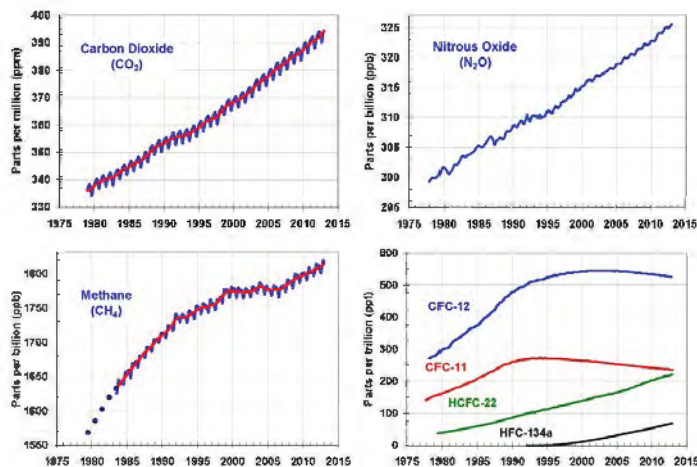 400
390
380
370
360
350
340
330
Parts per million (ppm)
Carbon Dioxide
(CO₂)
1975 1980 1985 1990 1995 2000 2005 2010 2015
325
320
315
310
305
300
295
Parts per billion (ppb)
Nitrous Oxide
(N₂O)
1975 1980 1985 1990 1995 2000 2005 2010 2015
1800
1750
1700
1650
1600
1550
Parts per billion (ppb)
Methane
(CH₄)
1975 1980 1985 1990 1995 2000 2005 2010 2015
600
500
400
300
200
100
0
Parts per trillion (ppt)
CFC-12
CFC-11
HCFC-22
HFC-134a
1975 1980 1985 1990 1995 2000 2005 2010 2015